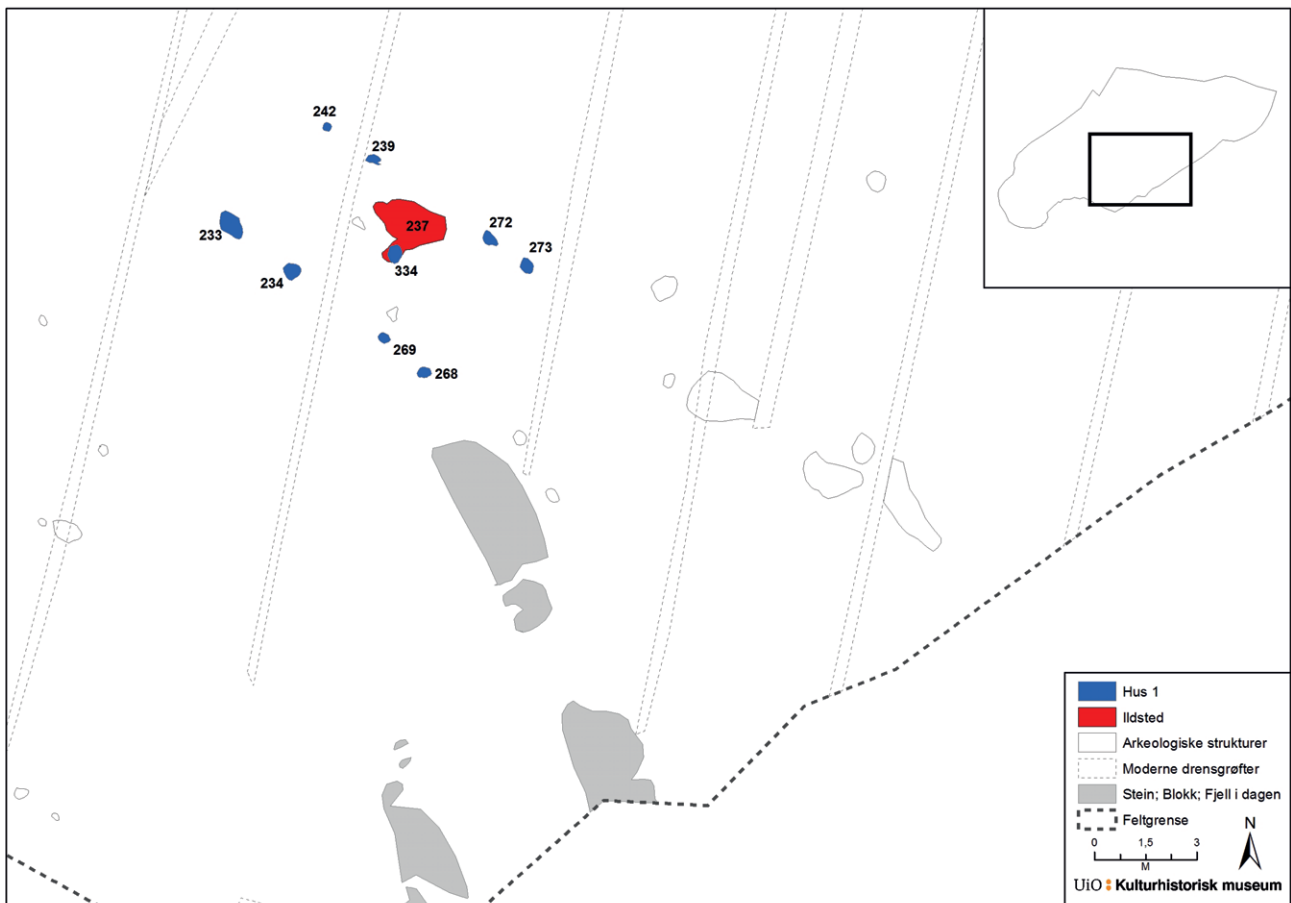 242
239
233
237
272
273
234
334
269
268
Hus 1
Ildsted
Arkeologiske strukturer
Moderne drensgrøfter
Stein; Blokk; Fjell i dagen
Feltgrense
N
0 1,5 3
M
UiO : Kulturhistorisk museum